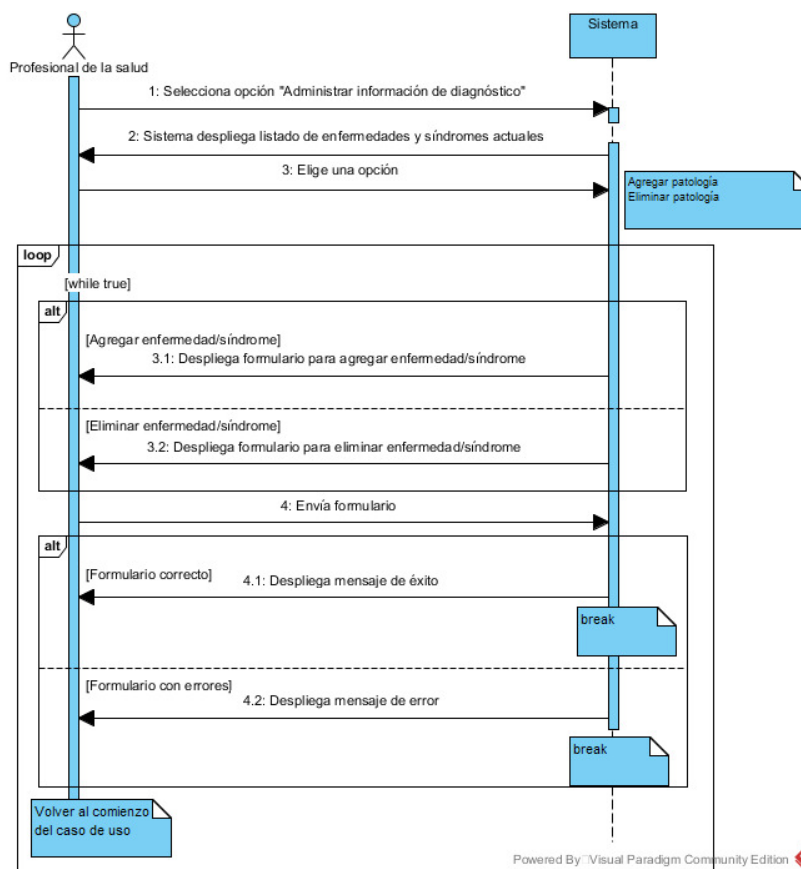 Sistema
Profesional de la salud
1: Selecciona opción "Administrar información de diagnóstico"
2: Sistema despliega listado de enfermedades y síndromes actuales
3: Elige una opción
Agregar patología
Eliminar patología
loop
[while true]
alt
[Agregar enfermedad/síndrome]
3.1: Despliega formulario para agregar enfermedad/síndrome
[Eliminar enfermedad/síndrome]
3.2: Despliega formulario para eliminar enfermedad/síndrome
4: Envía formulario
alt
[Formulario correcto]
4.1: Despliega mensaje de éxito
break
[Formulario con errores]
4.2: Despliega mensaje de error
break
Volver al comienzo
del caso de uso
Powered By Visual Paradigm Community Edition